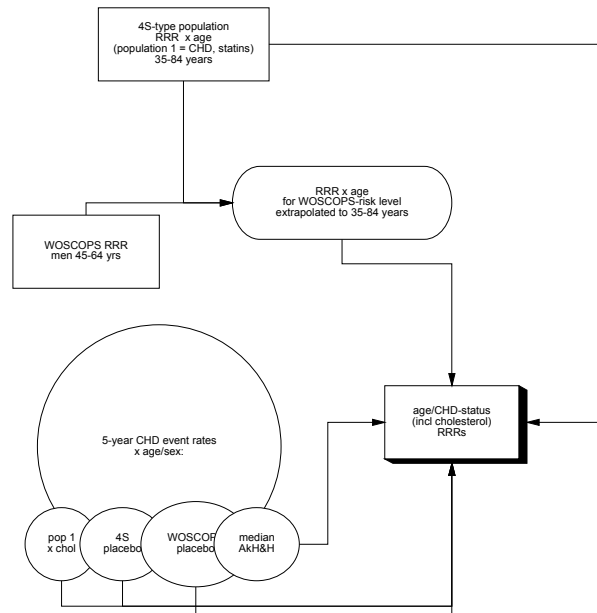 4S-type population
RRR x age
(population 1 = CHD, statins)
35-84 years
RRR x age
for WOSCOPS-risk level
extrapolated to 35-84 years
WOSCOPS RRR
men 45-64 yrs
age/CHD-status
(incl cholesterol)
RRRs
5-year CHD event rates
x age/sex:
pop 1
x chol
4S
placebo
WOSCOP
placebo
median
AkH&H